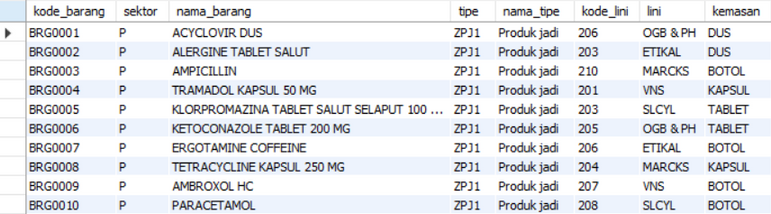 kode_barang sektor nama_barang tipe nama_tipe kode_lini lini kemasan
BRG0001 P ACYCLOVIR DUS ZPJ1 Produk jadi 206 OGB & PH DUS
BRG0002 P ALERGINE TABLET SALUT ZPJ1 Produk jadi 203 ETIKAL DUS
BRG0003 P AMPICILLIN ZPJ1 Produk jadi 210 MARCKS BOTOL
BRG0004 P TRAMADOL KAPSUL 50 MG ZPJ1 Produk jadi 201 VNS KAPSUL
BRG0005 P KLORPROMAZINA TABLET SALUT SELAPUT 100 ... ZPJ1 Produk jadi 203 SLCYL TABLET
BRG0006 P KETOCONAZOLE TABLET 200 MG ZPJ1 Produk jadi 205 OGB & PH TABLET
BRG0007 P ERGOTAMINE COFFEINE ZPJ1 Produk jadi 206 ETIKAL BOTOL
BRG0008 P TETRACYCLINE KAPSUL 250 MG ZPJ1 Produk jadi 204 MARCKS KAPSUL
BRG0009 P AMBROXOL HC ZPJ1 Produk jadi 207 VNS BOTOL
BRG0010 P PARACETAMOL ZPJ1 Produk jadi 208 SLCYL BOTOL